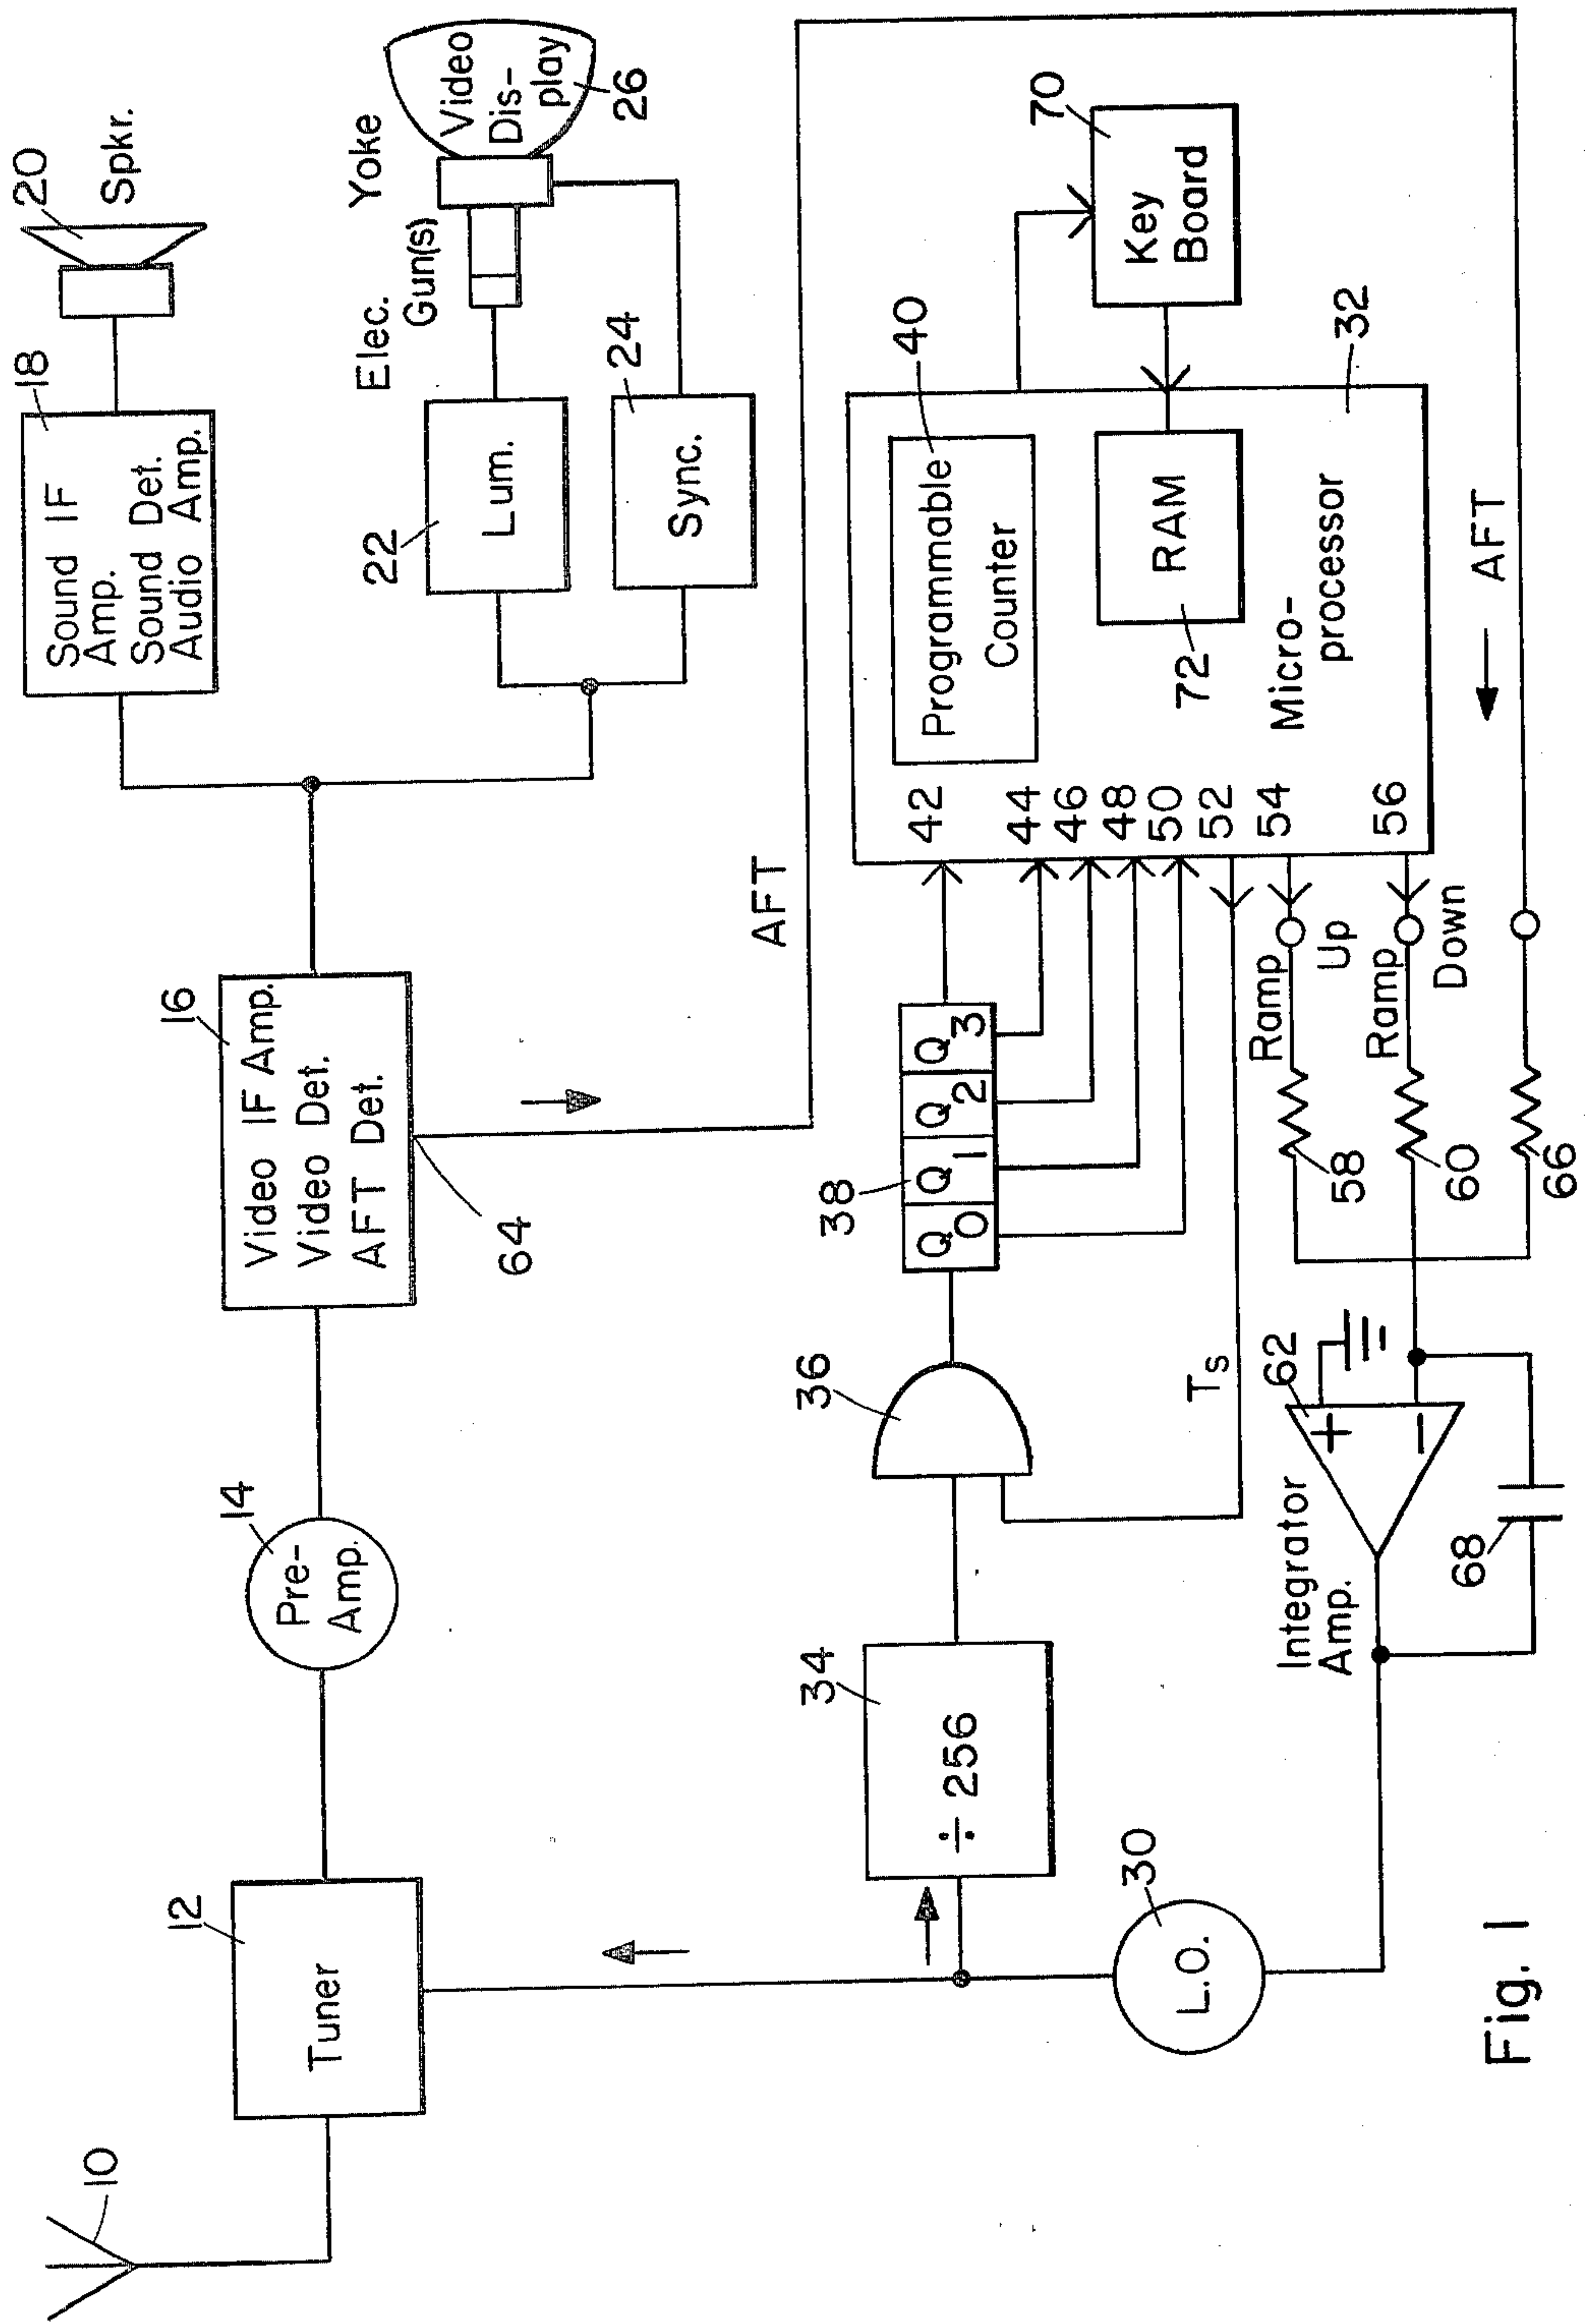 10
12
Tuner
14
Pre-
Amp.
16
Video IF Amp.
Video Det.
AFT Det.
64
18
Sound IF
Amp.
Sound Det.
Audio Amp.
20
Spkr.
22
Lum.
Elec.
Gun(s)
Yoke
Video
Dis-
play
26
24
Sync.
AFT
30
L.O.
34
÷ 256
36
38
Q0
Q1
Q2
Q3
Ts
42
44
46
48
50
52
54
56
40
Programmable
Counter
RAM
72
Micro-
processor
32
70
Key
Board
Ramp
Up
Ramp
Down
AFT
58
60
66
62
+
−
Integrator
Amp.
68
Fig. 1